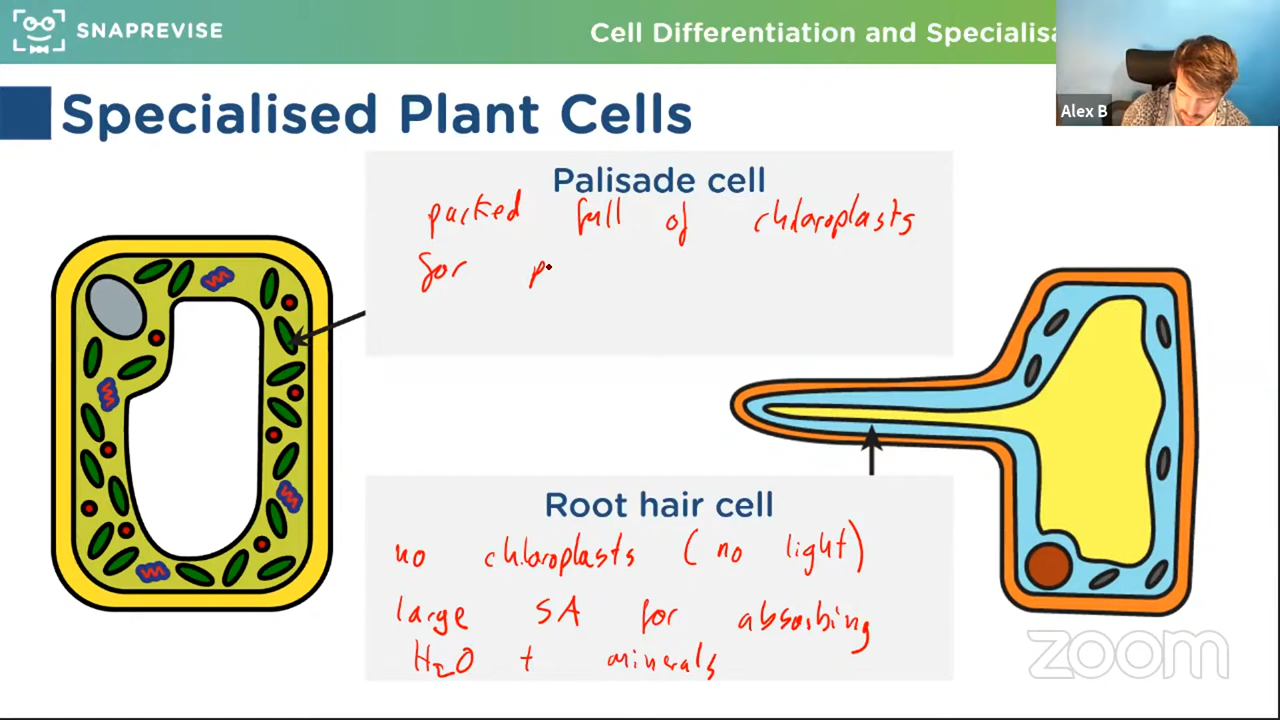 SNAPREVISE
Cell Differentiation and Specialisa
Alex B
Specialised Plant Cells
Palisade cell
packed full of chloroplasts
for p
Root hair cell
no chloroplasts (no light)
large SA for absorbing
H₂O + minerals
zoom